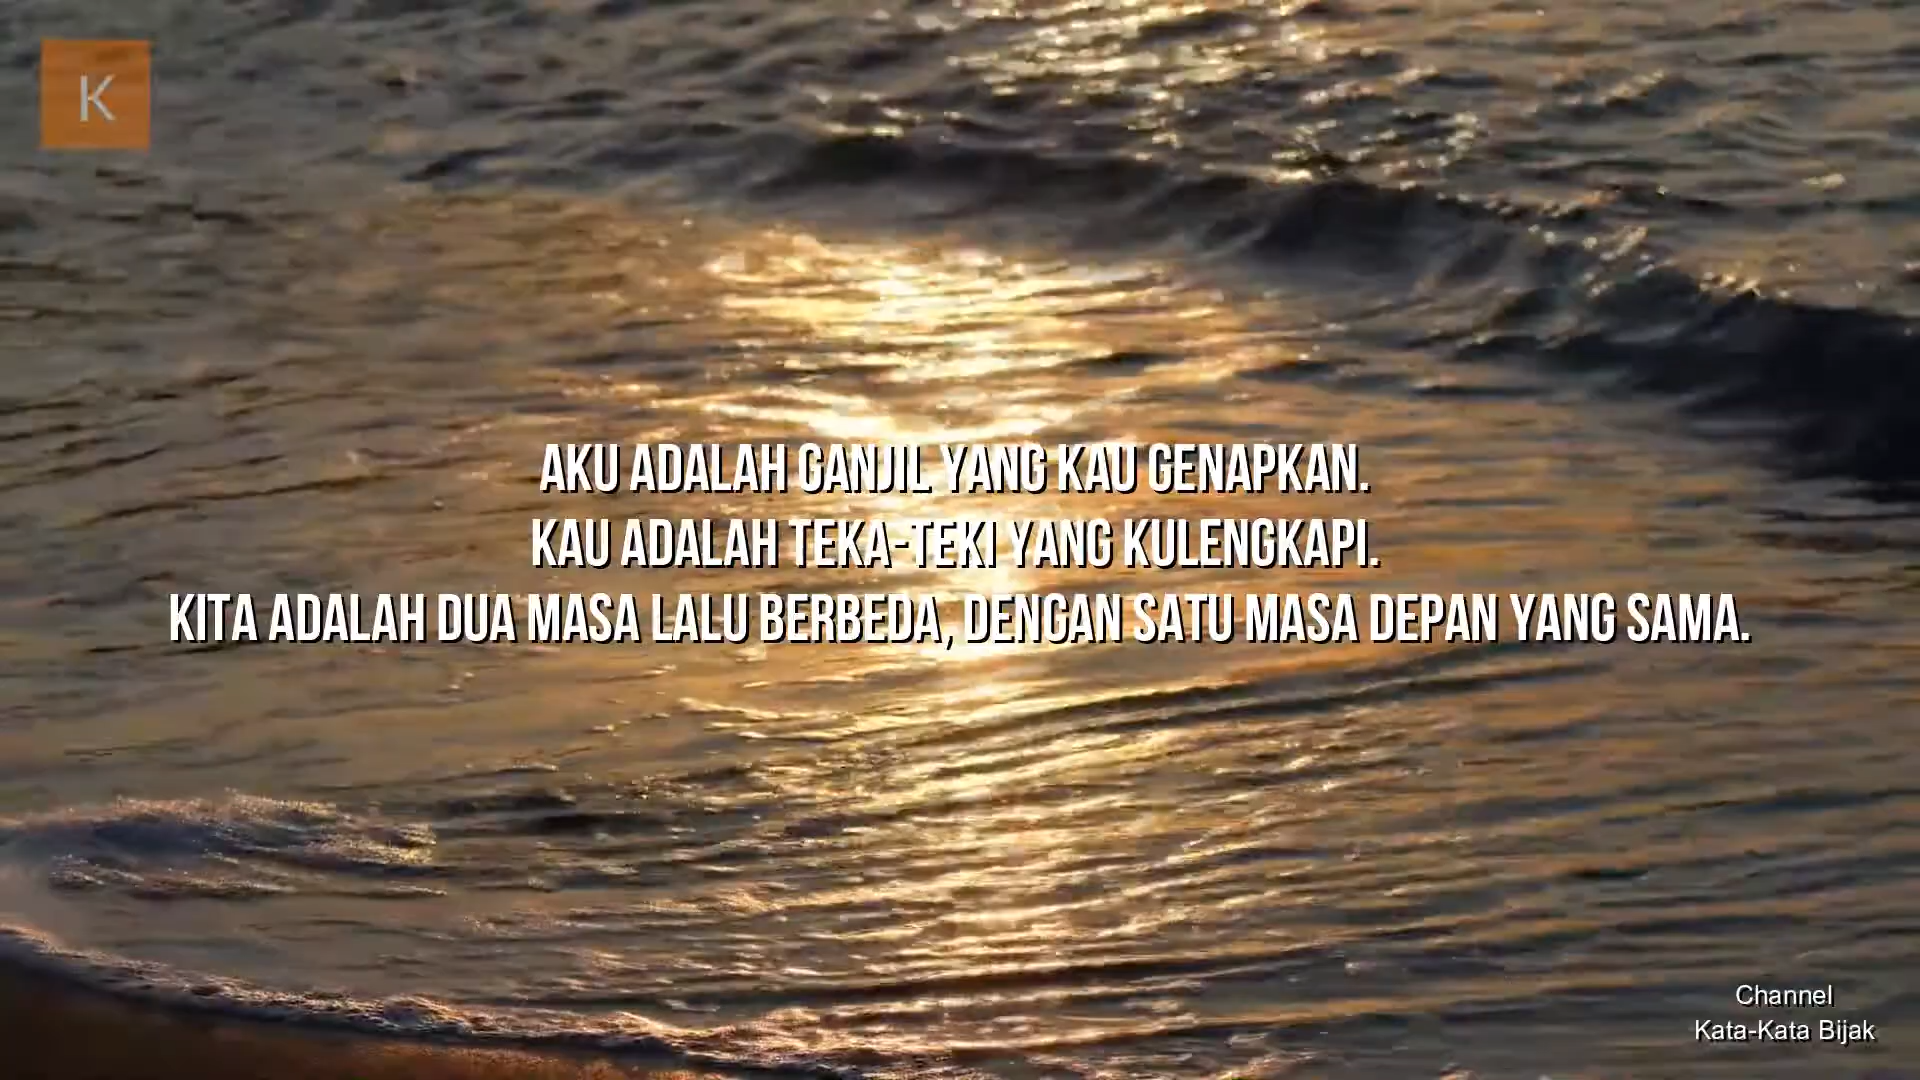 K
AKU ADALAH GANJIL YANG KAU GENAPKAN.
KAU ADALAH TEKA-TEKI YANG KULENGKAPI.
KITA ADALAH DUA MASA LALU BERBEDA, DENGAN SATU MASA DEPAN YANG SAMA.
Channel
Kata-Kata Bijak